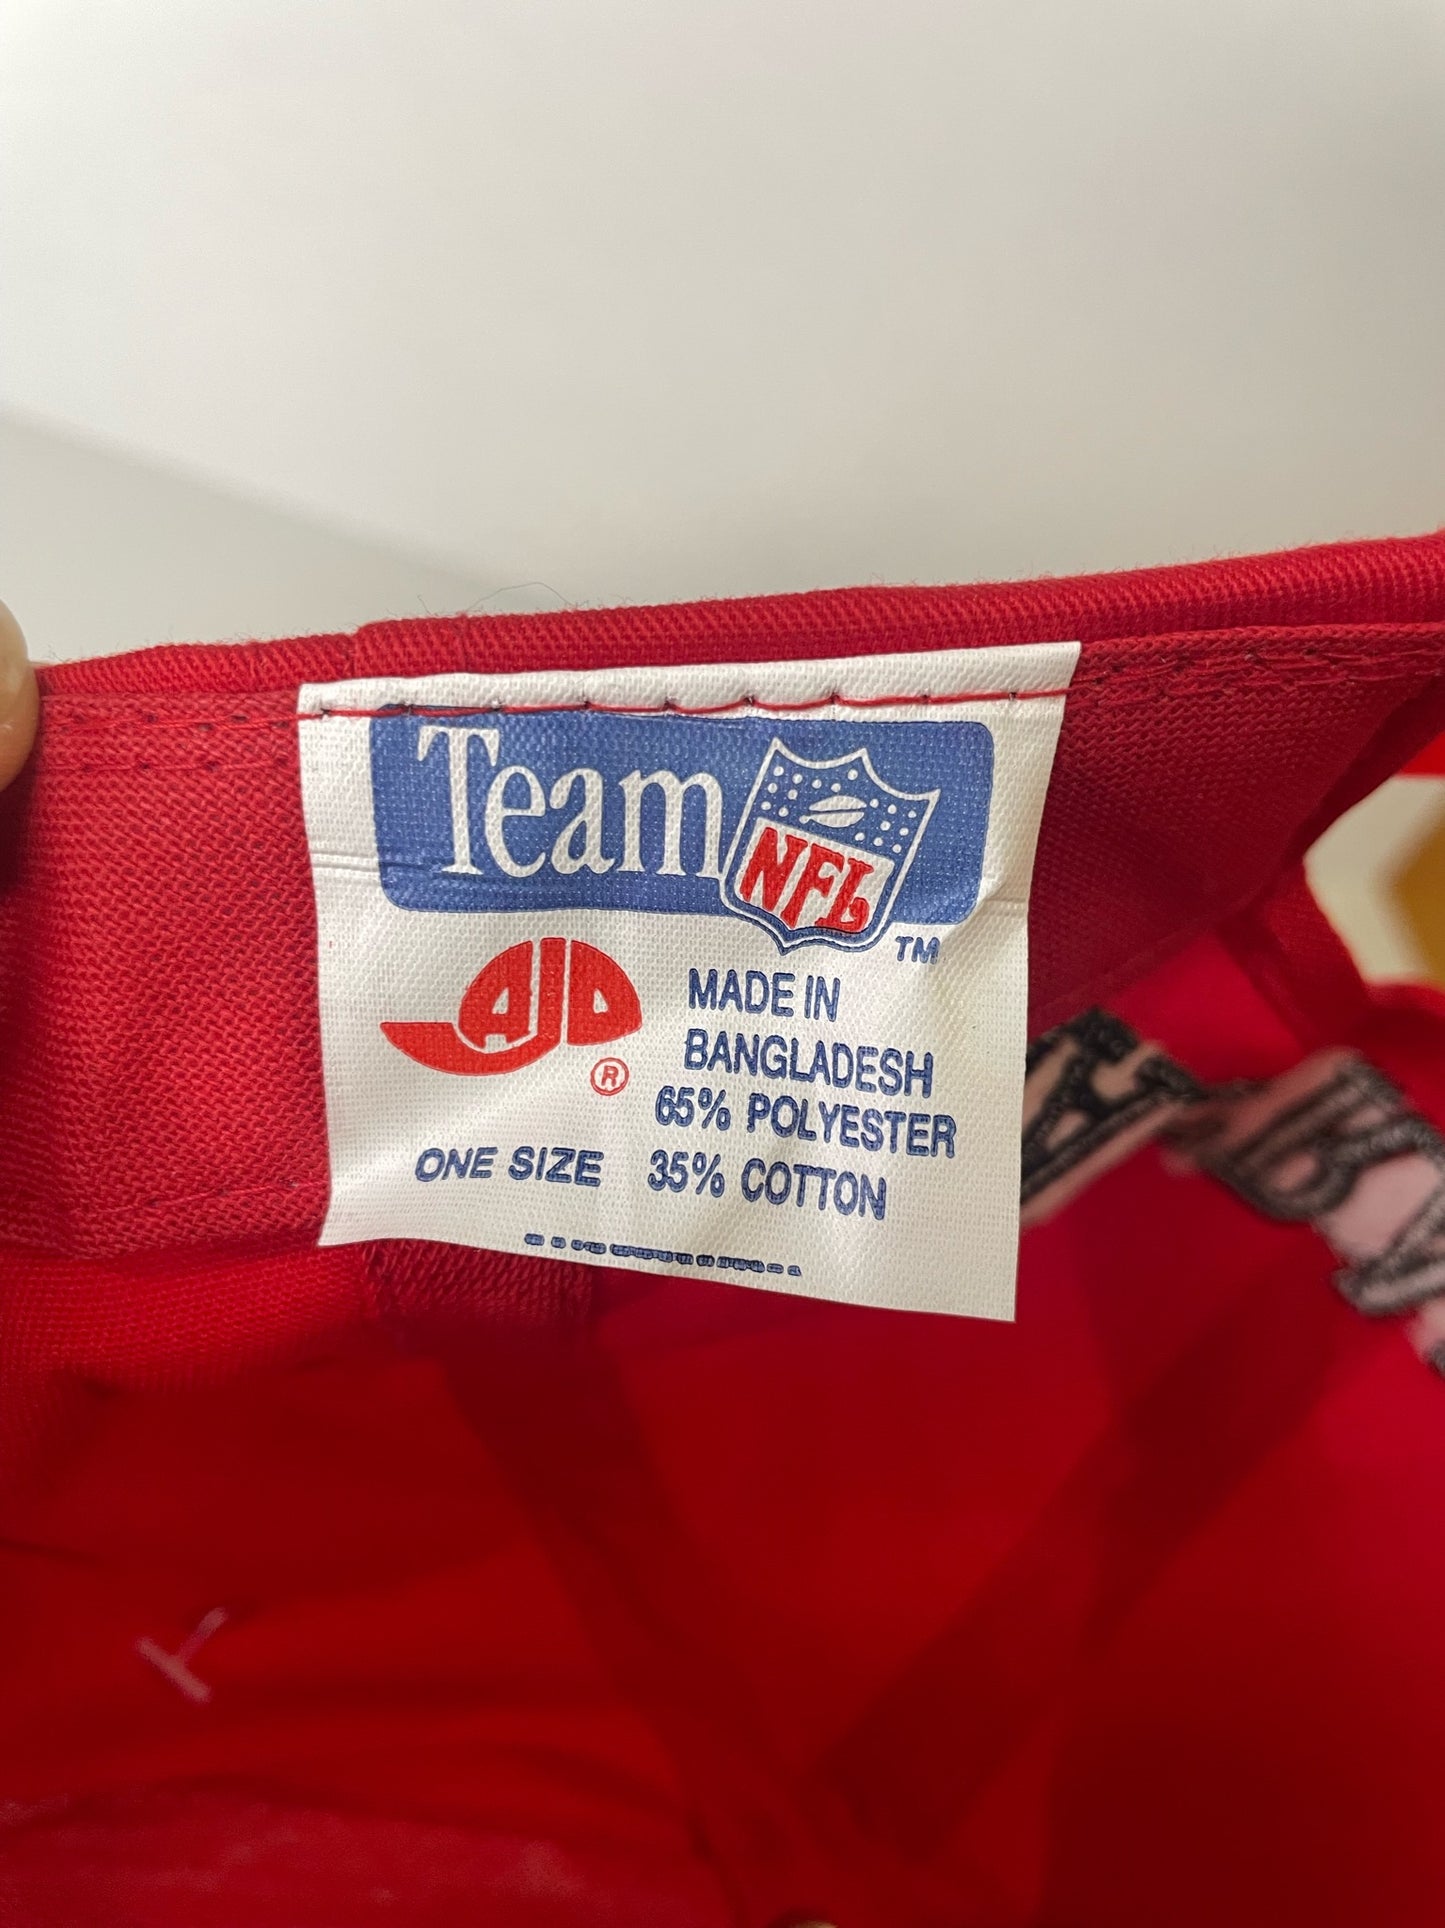 Team NFL TM
AJD ®
MADE IN
BANGLADESH
65% POLYESTER
ONE SIZE 35% COTTON